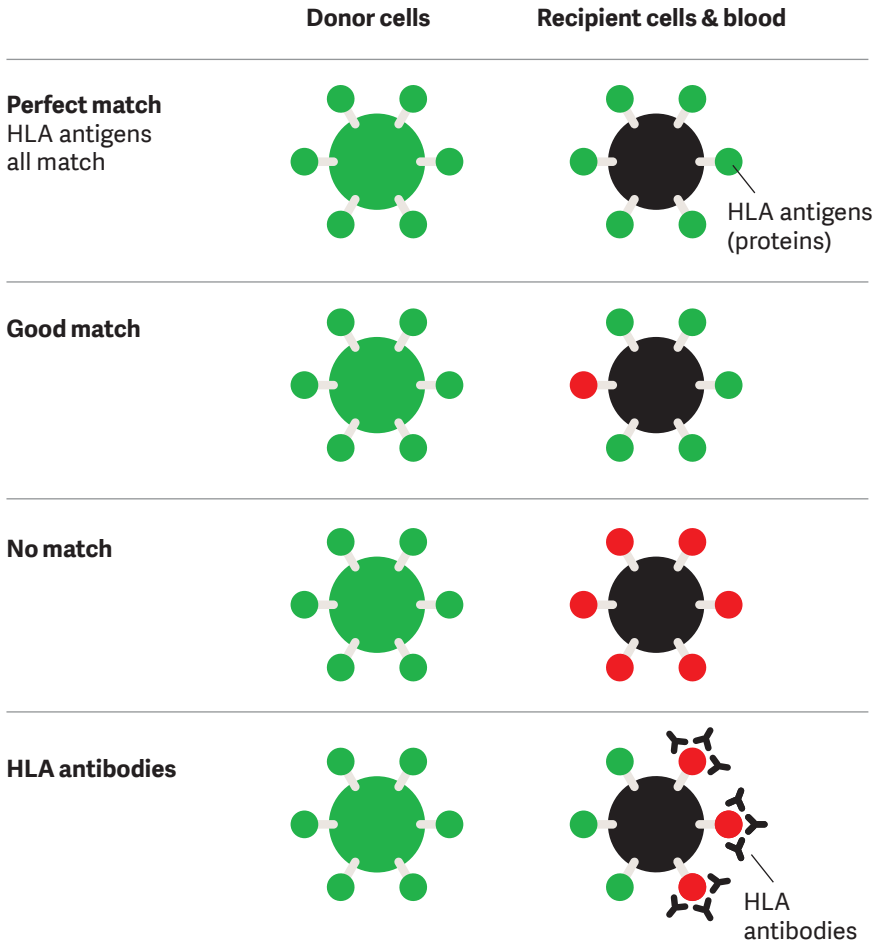 Donor cells
Recipient cells & blood
Perfect match
HLA antigens
all match
HLA antigens
(proteins)
Good match
No match
HLA antibodies
HLA
antibodies